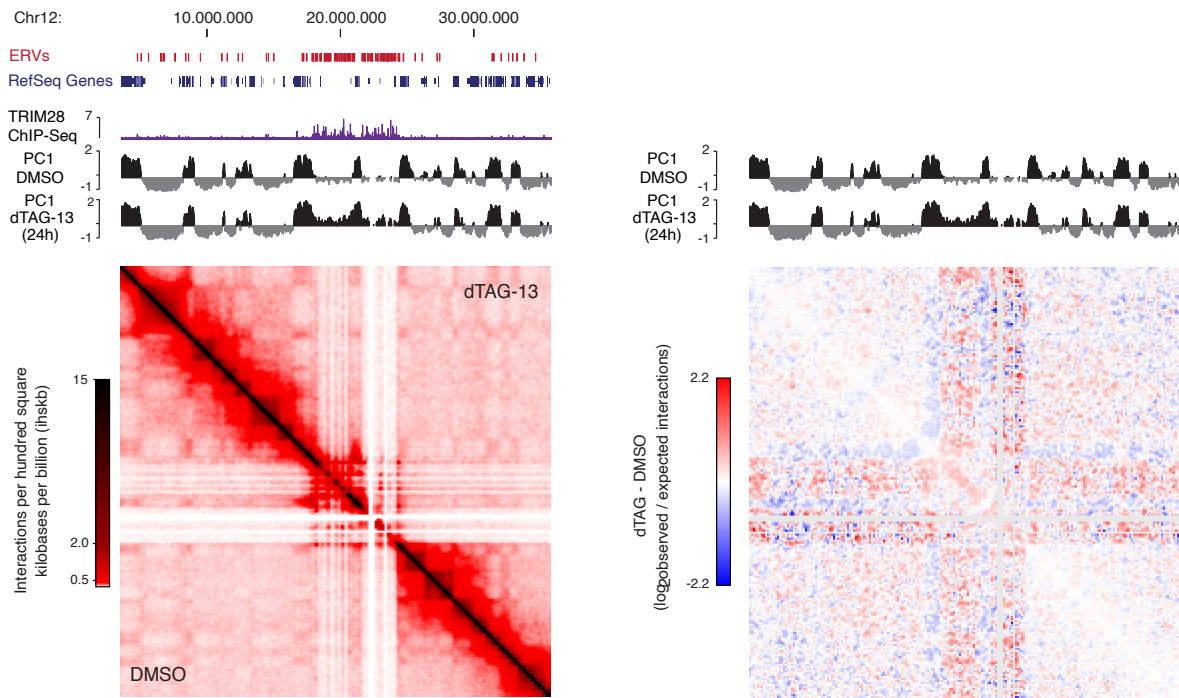 Chr12:
10.000.000
20.000.000
30.000.000
ERVs
RefSeq Genes
TRIM28
ChIP-Seq
7
PC1
DMSO
2
-1
PC1
dTAG-13
(24h)
2
-1
PC1
DMSO
2
-1
PC1
dTAG-13
(24h)
2
-1
dTAG-13
DMSO
Interactions per hundred square
kilobases per billion (ihskb)
15
2.0
0.5
dTAG - DMSO
(log2observed / expected interactions)
2.2
-2.2